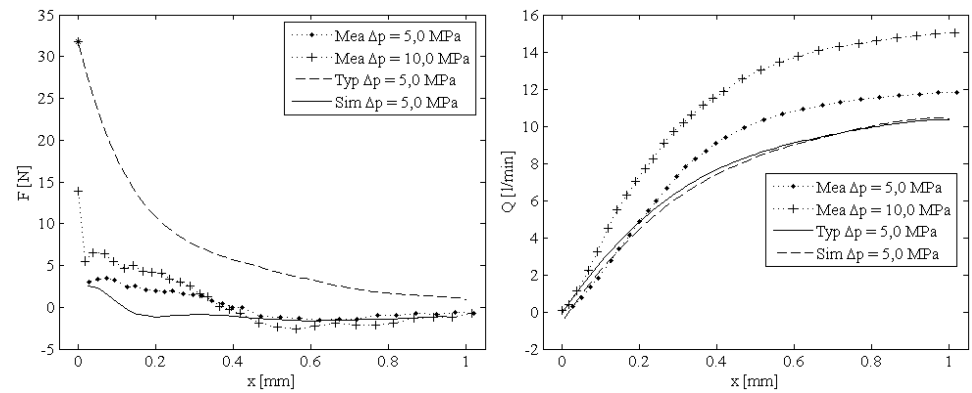 35
30
25
20
15
10
5
0
-5
F [N]
0
0.2
0.4
0.6
0.8
1
x [mm]
Mea Δp = 5,0 MPa
Mea Δp = 10,0 MPa
Typ Δp = 5,0 MPa
Sim Δp = 5,0 MPa
16
14
12
10
8
6
4
2
0
-2
Q [l/min]
0
0.2
0.4
0.6
0.8
1
x [mm]
Mea Δp = 5,0 MPa
Mea Δp = 10,0 MPa
Typ Δp = 5,0 MPa
Sim Δp = 5,0 MPa